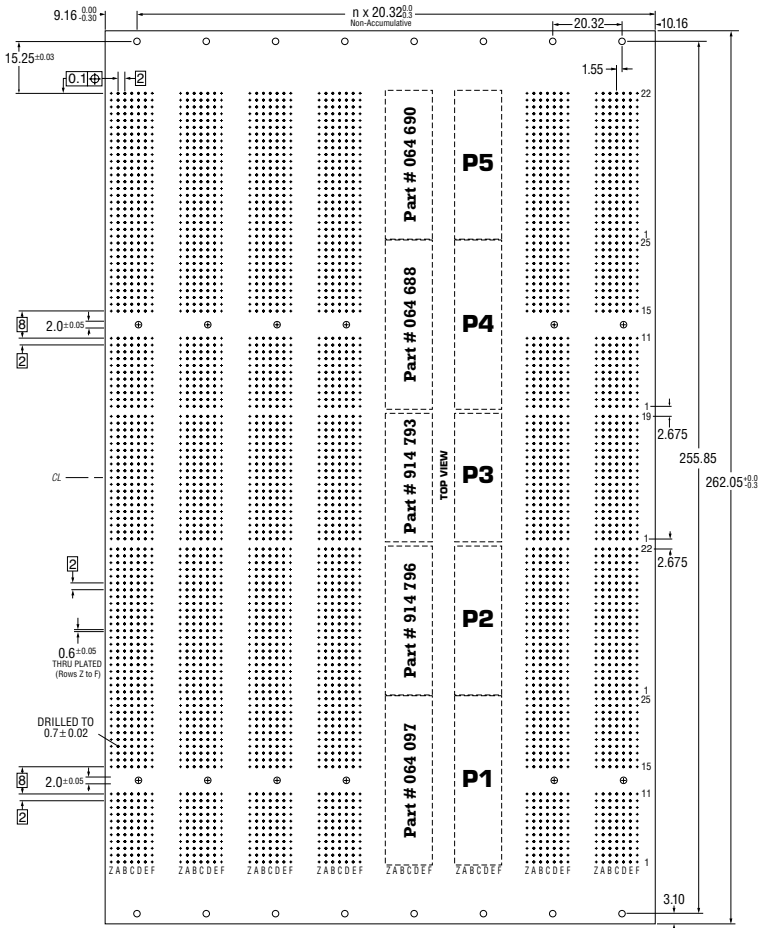 9.16 0.00 -0.30
n x 20.32 0.0 -0.3
Non-Accumulative
20.32
10.16
15.25±0.03
0.1 ⌖
2
1.55
22
Part # 064 690
P5
1
25
15
8
2.0±0.05
11
2
Part # 064 688
P4
1
19
2.675
CL
Part # 914 793
TOP VIEW
P3
255.85
262.05 +0.0 -0.3
1
22
2.675
2
0.6±0.05
THRU PLATED
(Rows Z to F)
Part # 914 796
P2
1
25
DRILLED TO
0.7±0.02
15
8
2.0±0.05
11
2
Part # 064 097
P1
1
Z A B C D E F
Z A B C D E F
Z A B C D E F
Z A B C D E F
Z A B C D E F
Z A B C D E F
Z A B C D E F
Z A B C D E F
3.10